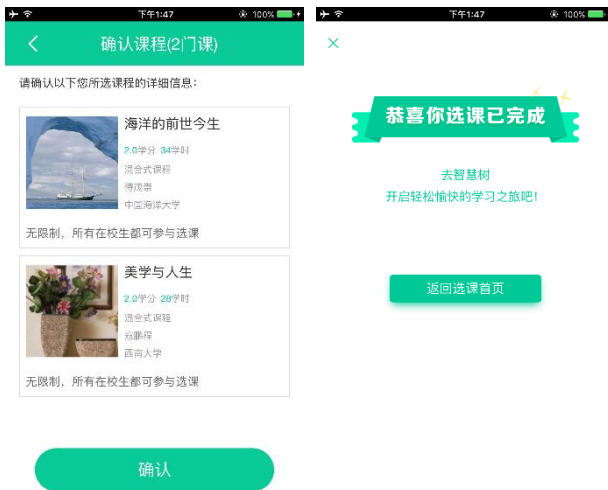 下午1:47
100%
确认课程(2门课)
请确认以下您所选课程的详细信息:
海洋的前世今生
2.0学分 34学时
混合式课程
侍茂崇
中国海洋大学
无限制，所有在校生都可参与选课
美学与人生
2.0学分 28学时
混合式课程
寇鹏程
西南大学
无限制，所有在校生都可参与选课
确认
下午1:47
100%
恭喜你选课已完成
去智慧树
开启轻松愉快的学习之旅吧!
返回选课首页